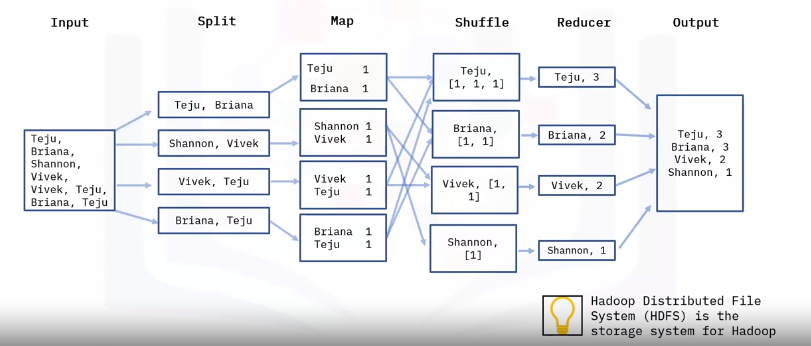 Input
Split
Map
Shuffle
Reducer
Output
Teju,
Briana,
Shannon,
Vivek,
Vivek, Teju,
Briana, Teju
Teju, Briana
Shannon, Vivek
Vivek, Teju
Briana, Teju
Teju 1
Briana 1
Shannon 1
Vivek 1
Vivek 1
Teju 1
Briana 1
Teju 1
Teju,
[1, 1, 1]
Briana,
[1, 1]
Vivek, [1,
1]
Shannon,
[1]
Teju, 3
Briana, 2
Vivek, 2
Shannon, 1
Teju, 3
Briana, 3
Vivek, 2
Shannon, 1
Hadoop Distributed File
System (HDFS) is the
storage system for Hadoop